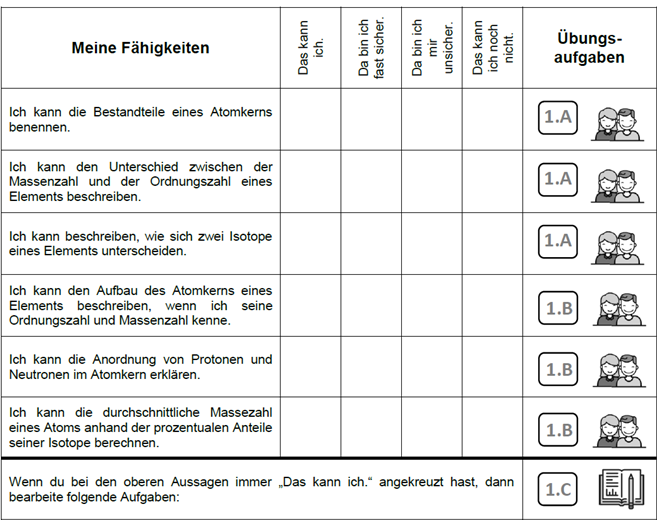 Meine Fähigkeiten
Das kann
ich.
Da bin ich
fast sicher.
Da bin ich
mir
unsicher.
Das kann
ich noch
nicht.
Übungs-
aufgaben
Ich kann die Bestandteile eines Atomkerns
benennen.
1.A
Ich kann den Unterschied zwischen der
Massenzahl und der Ordnungszahl eines
Elements beschreiben.
1.A
Ich kann beschreiben, wie sich zwei Isotope
eines Elements unterscheiden.
1.A
Ich kann den Aufbau des Atomkerns eines
Elements beschreiben, wenn ich seine
Ordnungszahl und Massenzahl kenne.
1.B
Ich kann die Anordnung von Protonen und
Neutronen im Atomkern erklären.
1.B
Ich kann die durchschnittliche Massezahl
eines Atoms anhand der prozentualen Anteile
seiner Isotope berechnen.
1.B
Wenn du bei den oberen Aussagen immer „Das kann ich.“ angekreuzt hast, dann
bearbeite folgende Aufgaben:
1.C